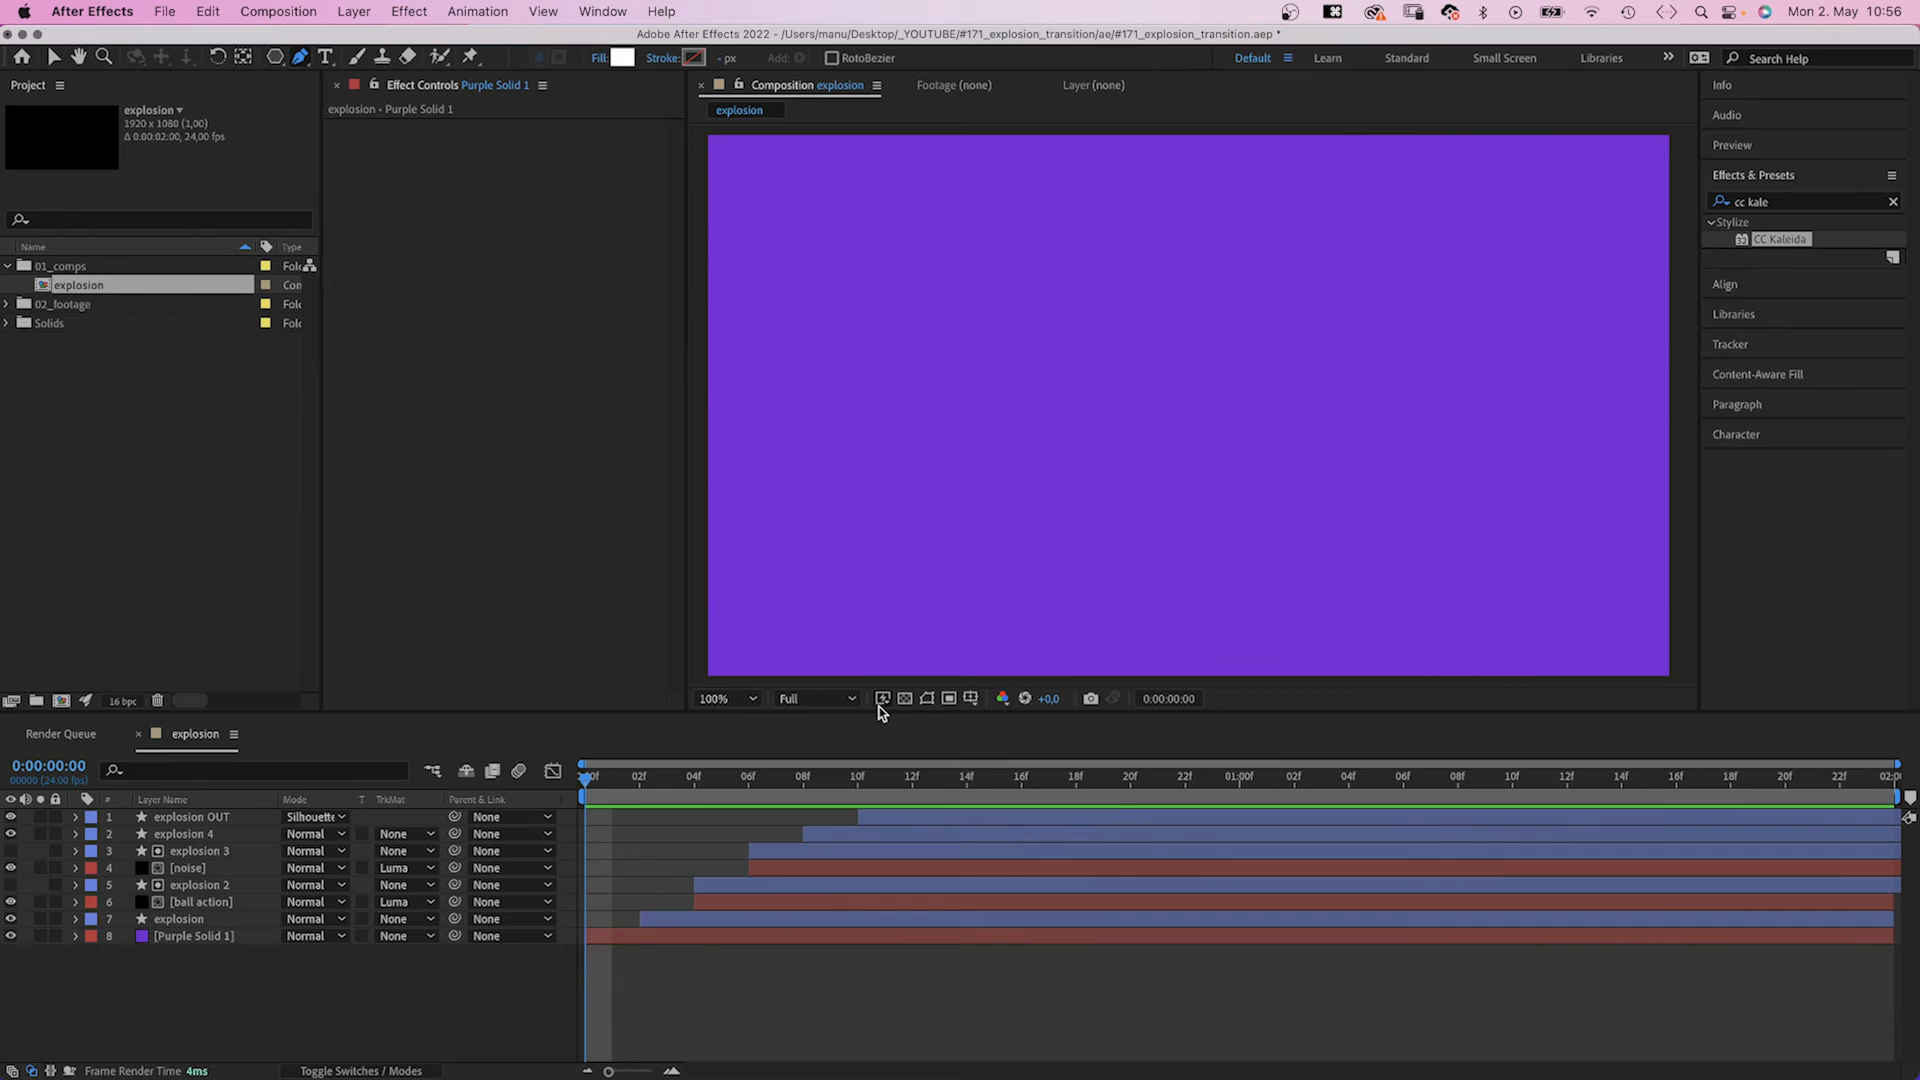 After Effects File Edit Composition Layer Effect Animation View Window Help Mon 2. May 10:56
Adobe After Effects 2022 - /Users/manu/Desktop/_YOUTUBE/#171_explosion_transition/ae/#171_explosion_transition.aep *
Fill: Stroke: - px Add: RotoBezier Default Learn Standard Small Screen Libraries Search Help
Project Effect Controls Purple Solid 1 Composition explosion Footage (none) Layer (none) Info
explosion • Purple Solid 1 explosion
explosion
1920 x 1080 (1,00)
Δ 0:00:02:00, 24,00 fps
Audio
Preview
Effects & Presets
cc kale
Stylize
32 CC Kaleida
Align
Libraries
Tracker
Content-Aware Fill
Paragraph
Character
Name Type
01_comps Fol
explosion Con
02_footage Fol
Solids Fol
16 bpc
100% Full +0,0 0:00:00:00
Render Queue explosion
0:00:00:00
00000 (24.00 fps)
02f 04f 06f 08f 10f 12f 14f 16f 18f 20f 22f 01:00f 02f 04f 06f 08f 10f 12f 14f 16f 18f 20f 22f 02:00
# Layer Name Mode T TrkMat Parent & Link
1 explosion OUT Silhouette None
2 explosion 4 Normal None None
3 explosion 3 Normal None None
4 [noise] Normal Luma None
5 explosion 2 Normal None None
6 [ball action] Normal Luma None
7 explosion Normal None None
8 [Purple Solid 1] Normal None None
Frame Render Time 4ms Toggle Switches / Modes